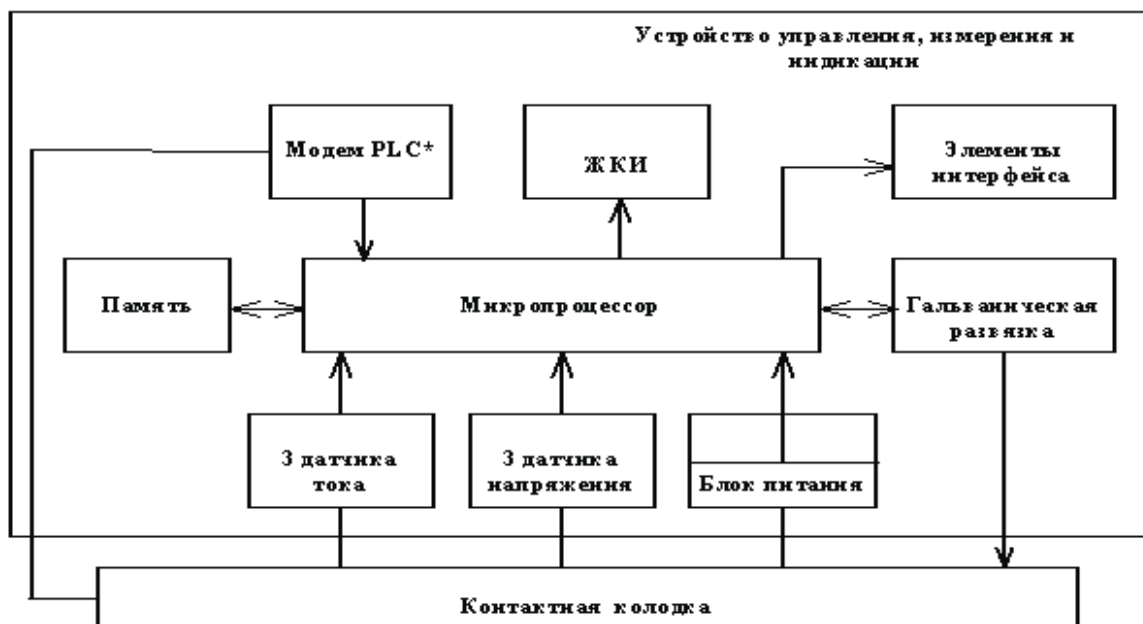 Устройство управления, измерения и
индикации
Модем PLC*
ЖКИ
Элементы
интерфейса
Память
Микропроцессор
Гальваническая
развязка
3 датчика
тока
3 датчика
напряжения
Блок питания
Контактная колодка